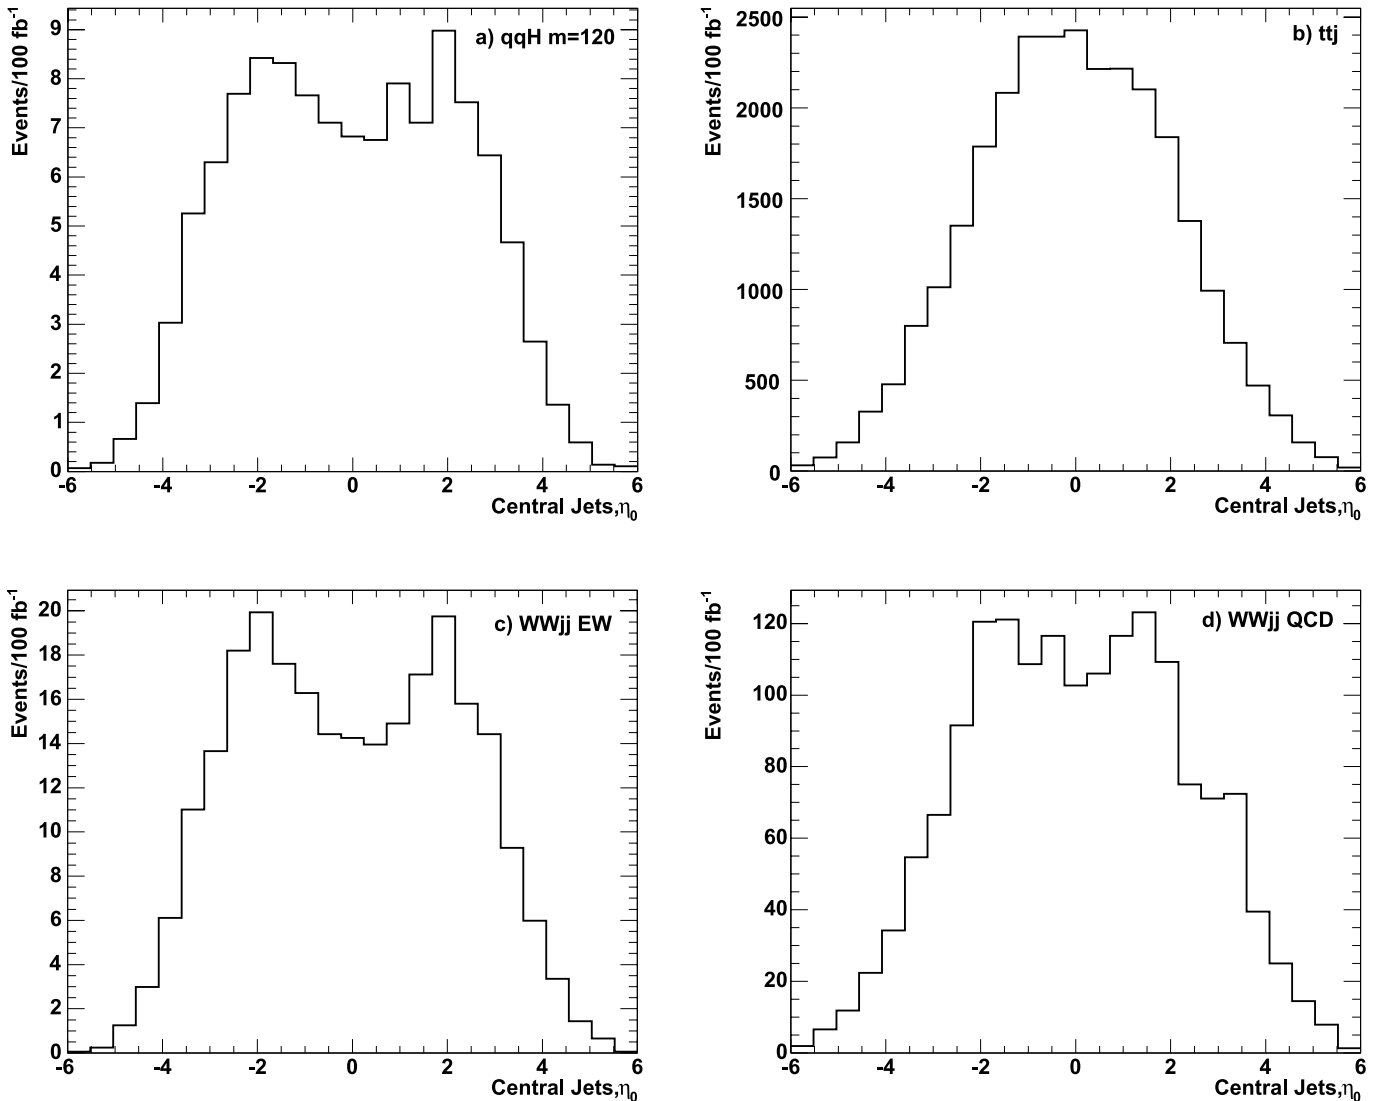 Events/100 fb⁻¹
a) qqH m=120
9
8
7
6
5
4
3
2
1
0
-6 -4 -2 0 2 4 6
Central Jets,η₀
Events/100 fb⁻¹
b) ttj
2500
2000
1500
1000
500
0
-6 -4 -2 0 2 4 6
Central Jets,η₀
Events/100 fb⁻¹
c) WWjj EW
20
18
16
14
12
10
8
6
4
2
0
-6 -4 -2 0 2 4 6
Central Jets,η₀
Events/100 fb⁻¹
d) WWjj QCD
120
100
80
60
40
20
0
-6 -4 -2 0 2 4 6
Central Jets,η₀